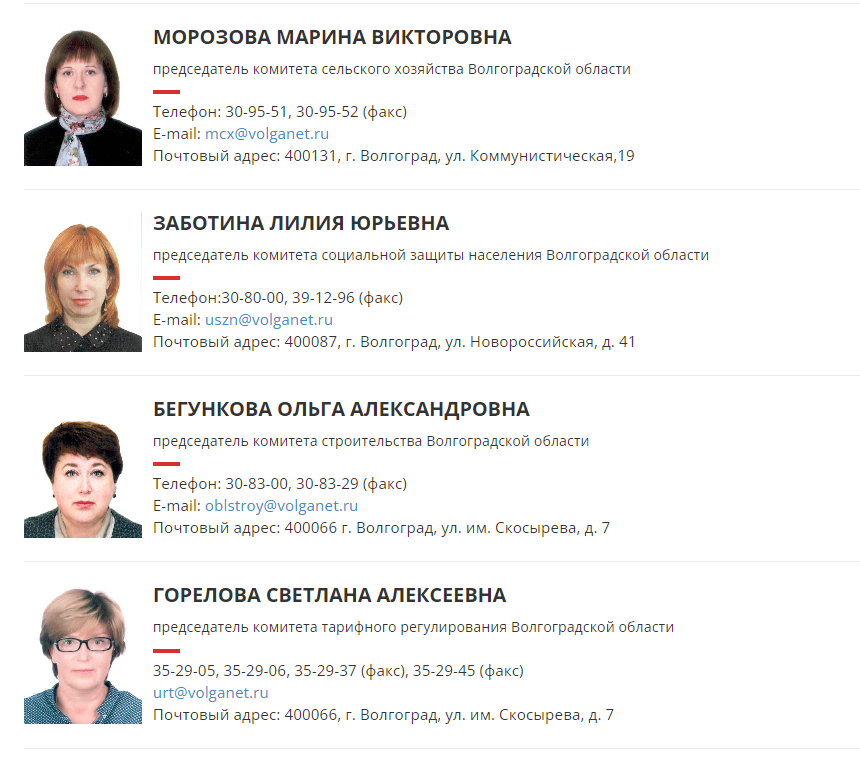 МОРОЗОВА МАРИНА ВИКТОРОВНА
председатель комитета сельского хозяйства Волгоградской области
Телефон: 30-95-51, 30-95-52 (факс)
E-mail: mcx@volganet.ru
Почтовый адрес: 400131, г. Волгоград, ул. Коммунистическая,19
ЗАБОТИНА ЛИЛИЯ ЮРЬЕВНА
председатель комитета социальной защиты населения Волгоградской области
Телефон:30-80-00, 39-12-96 (факс)
E-mail: uszn@volganet.ru
Почтовый адрес: 400087, г. Волгоград, ул. Новороссийская, д. 41
БЕГУНКОВА ОЛЬГА АЛЕКСАНДРОВНА
председатель комитета строительства Волгоградской области
Телефон: 30-83-00, 30-83-29 (факс)
E-mail: oblstroy@volganet.ru
Почтовый адрес: 400066 г. Волгоград, ул. им. Скосырева, д. 7
ГОРЕЛОВА СВЕТЛАНА АЛЕКСЕЕВНА
председатель комитета тарифного регулирования Волгоградской области
35-29-05, 35-29-06, 35-29-37 (факс), 35-29-45 (факс)
urt@volganet.ru
Почтовый адрес: 400066, г. Волгоград, ул. им. Скосырева, д. 7